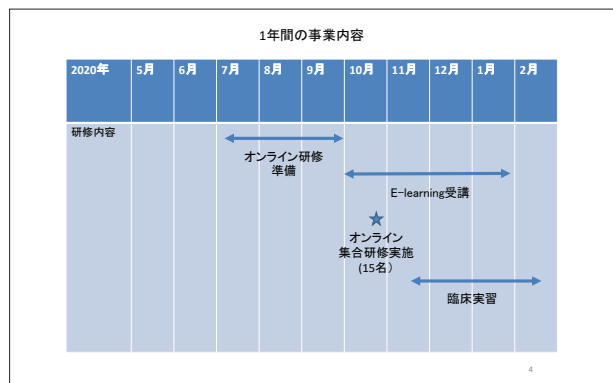 1年間の事業内容
2020年 5月 6月 7月 8月 9月 10月 11月 12月 1月 2月
研修内容
オンライン研修
準備
E-learning受講
オンライン
集合研修実施
(15名)
臨床実習
4